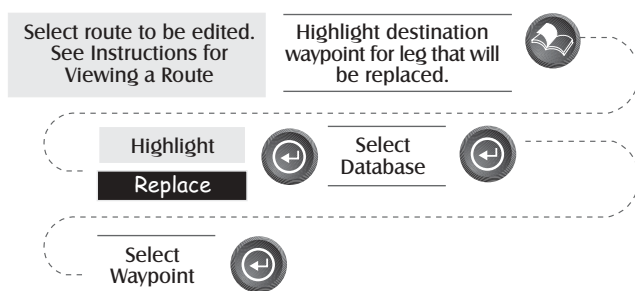 Select route to be edited.
See Instructions for
Viewing a Route
Highlight destination
waypoint for leg that will
be replaced.
Highlight
Replace
Select
Database
Select
Waypoint